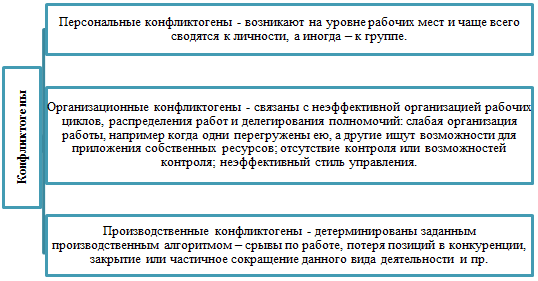 Конфликтогены
Персональные конфликтогены - возникают на уровне рабочих мест и чаще всего
сводятся к личности, а иногда – к группе.
Организационные конфликтогены - связаны с неэффективной организацией рабочих
циклов, распределения работ и делегирования полномочий: слабая организация
работы, например когда одни перегружены ею, а другие ищут возможности для
приложения собственных ресурсов; отсутствие контроля или возможностей
контроля; неэффективный стиль управления.
Производственные конфликтогены - детерминированы заданным
производственным алгоритмом – срывы по работе, потеря позиций в конкуренции,
закрытие или частичное сокращение данного вида деятельности и пр.